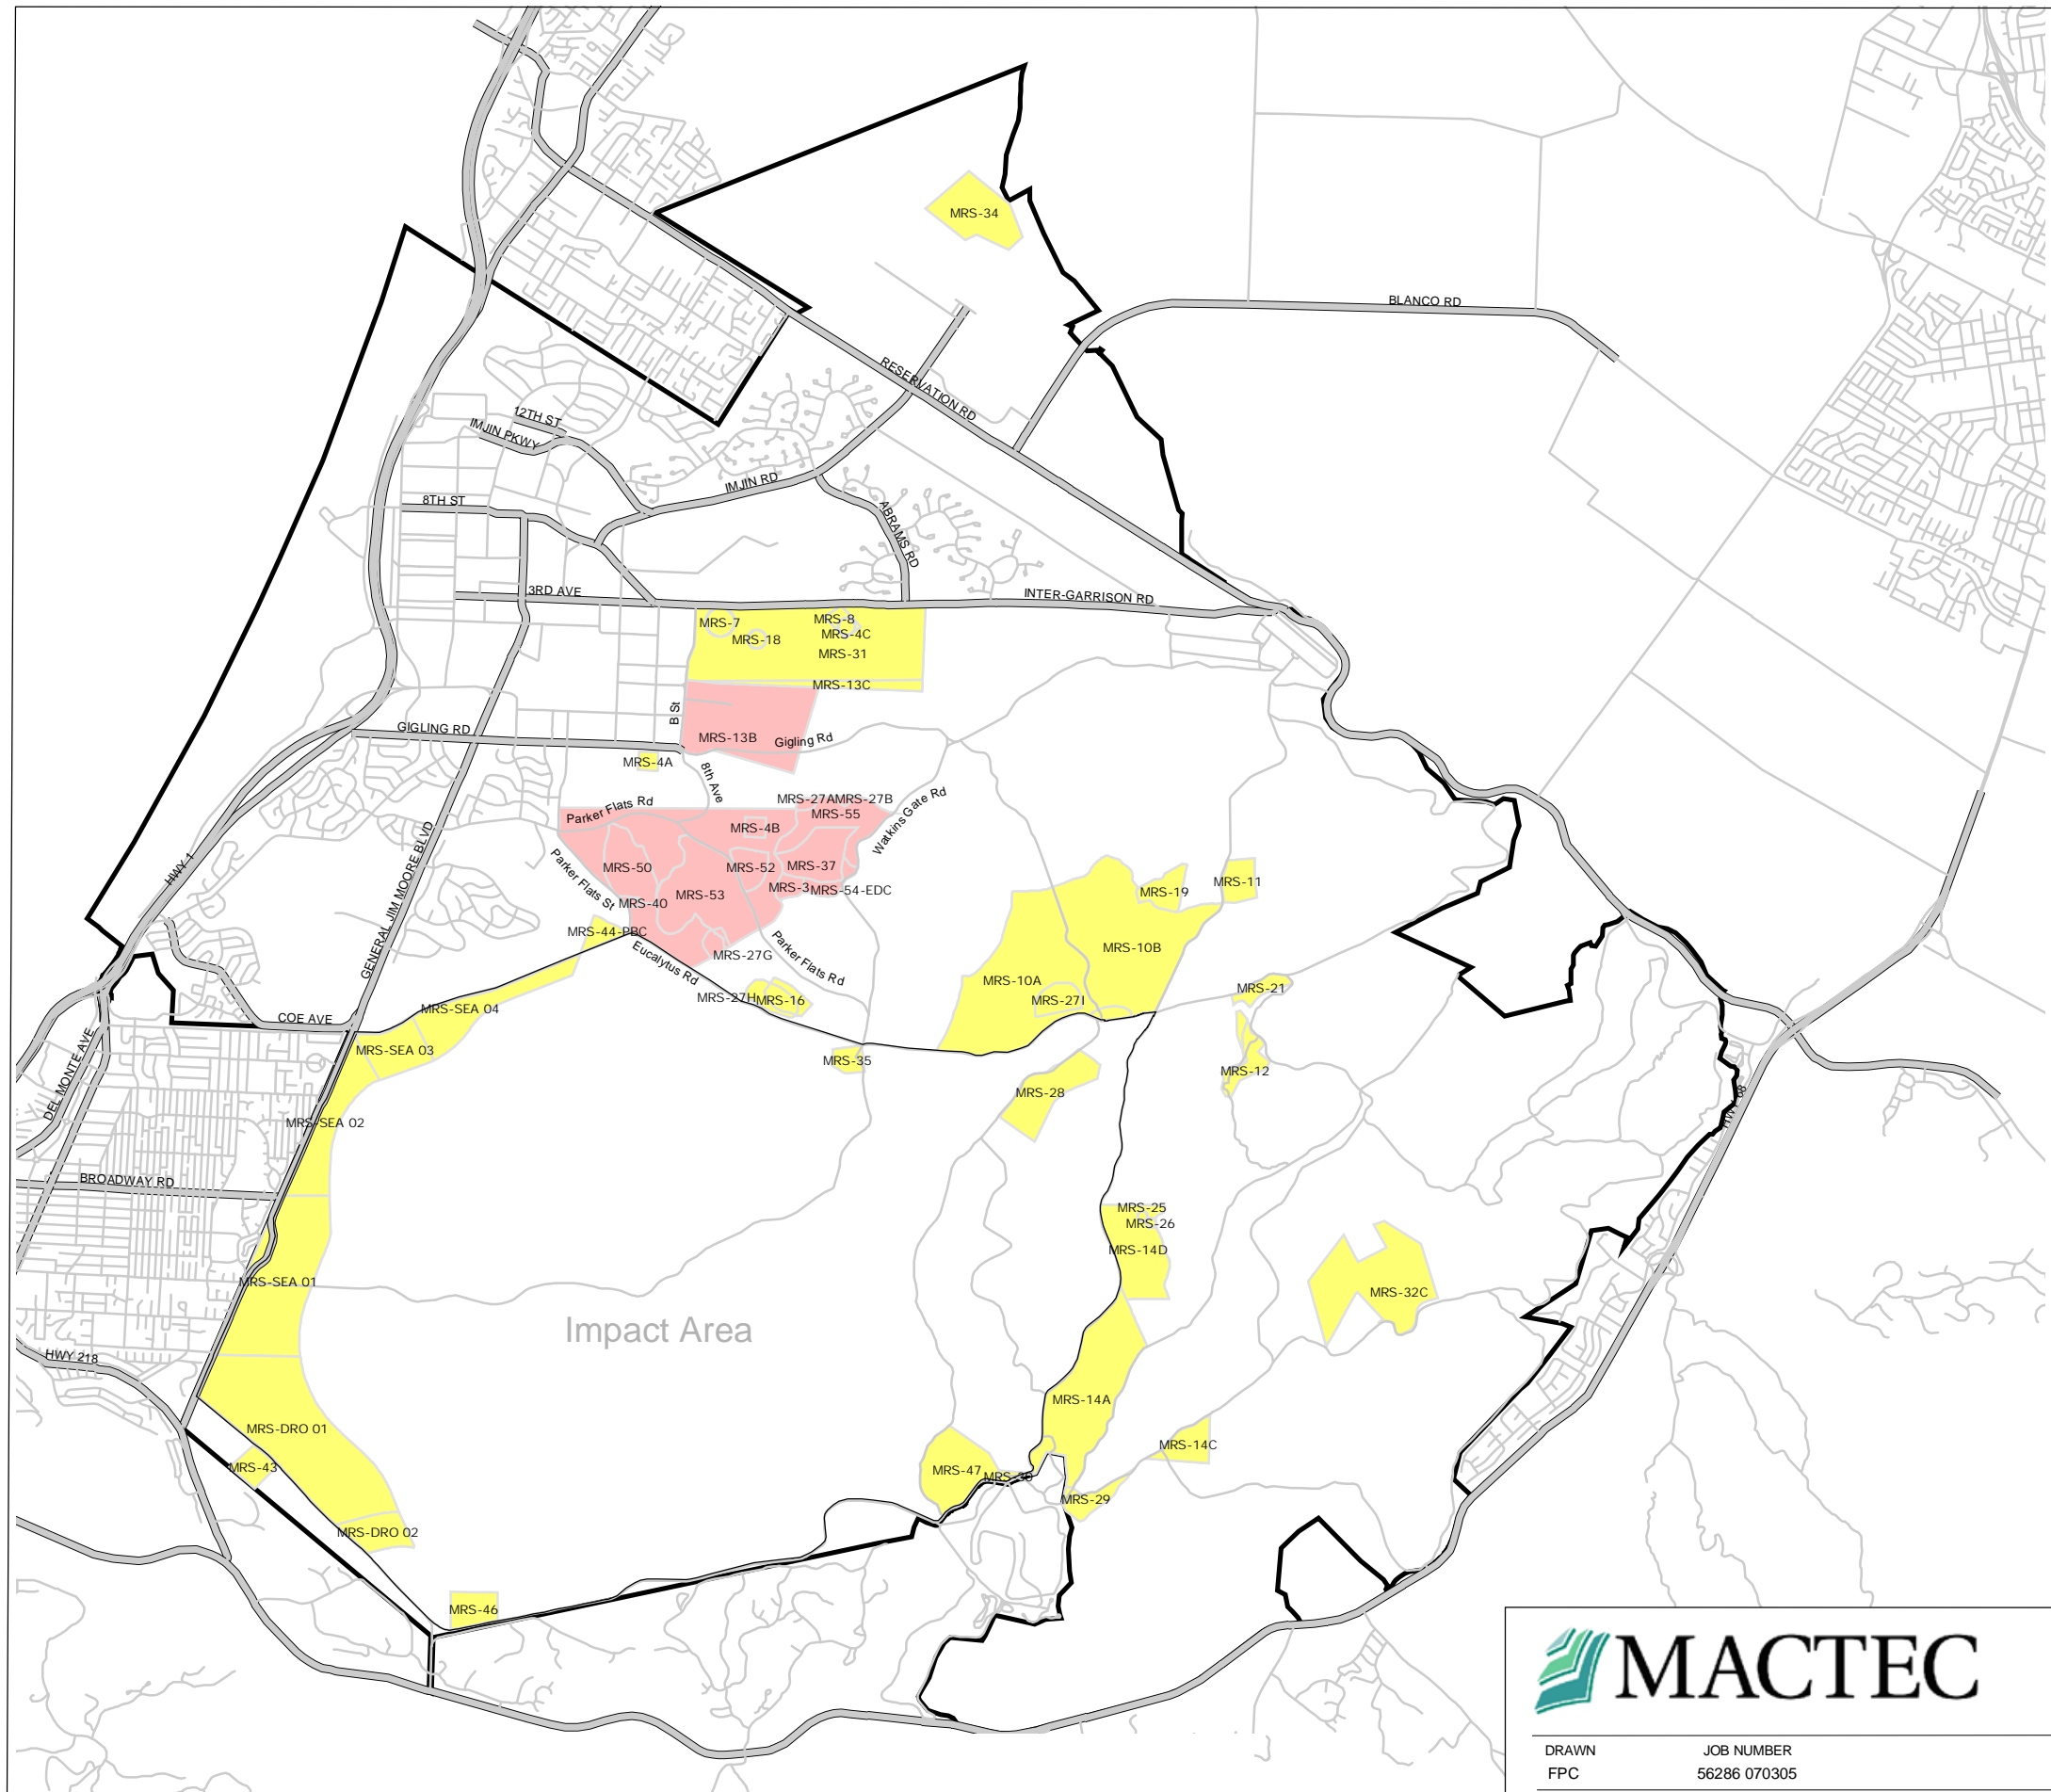 MRS-34
BLANCO RD
RESERVATION RD
12TH ST
IMJIN PKWY
IMJIN RD
8TH ST
ABRAMS RD
3RD AVE
INTER-GARRISON RD
MRS-7
MRS-8
MRS-18
MRS-4C
MRS-31
MRS-13C
B St
GIGLING RD
MRS-13B
Gigling Rd
MRS-4A
8th Ave
MRS-27A
MRS-27B
Parker Flats Rd
MRS-55
Watkins Gate Rd
MRS-4B
HWY 1
GENERAL JIM MOORE BLVD
Parker Flats St
MRS-50
MRS-52
MRS-37
MRS-53
MRS-3
MRS-54-EDC
MRS-19
MRS-11
MRS-40
MRS-44-PBC
Eucalytus Rd
MRS-27G
Parker Flats Rd
MRS-10B
MRS-10A
MRS-21
MRS-27H
MRS-16
MRS-27I
MRS-SEA 04
COE AVE
MRS-SEA 03
MRS-35
DEL MONTE AVE
MRS-12
MRS-28
HWY 68
MRS-SEA 02
BROADWAY RD
MRS-25
MRS-26
MRS-14D
MRS-SEA 01
MRS-32C
Impact Area
HWY 218
MRS-14A
MRS-DRO 01
MRS-14C
MRS-43
MRS-47
MRS-30
MRS-29
MRS-DRO 02
MRS-46
MACTEC
DRAWN JOB NUMBER
FPC 56286 070305